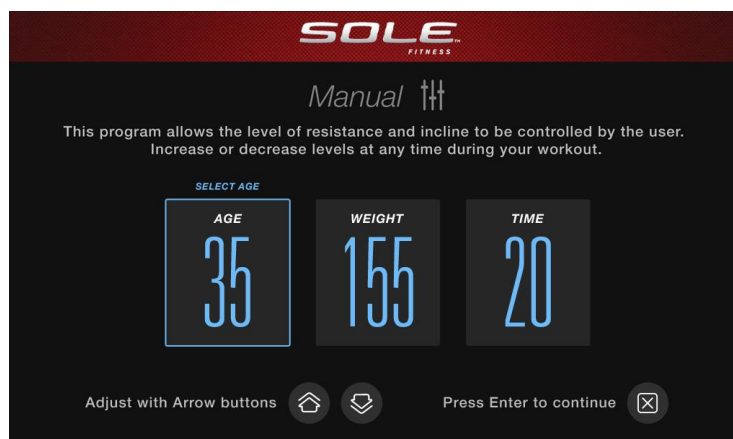 SOLE
FITNESS
Manual
This program allows the level of resistance and incline to be controlled by the user.
Increase or decrease levels at any time during your workout.
SELECT AGE
AGE WEIGHT TIME
35 155 20
Adjust with Arrow buttons Press Enter to continue